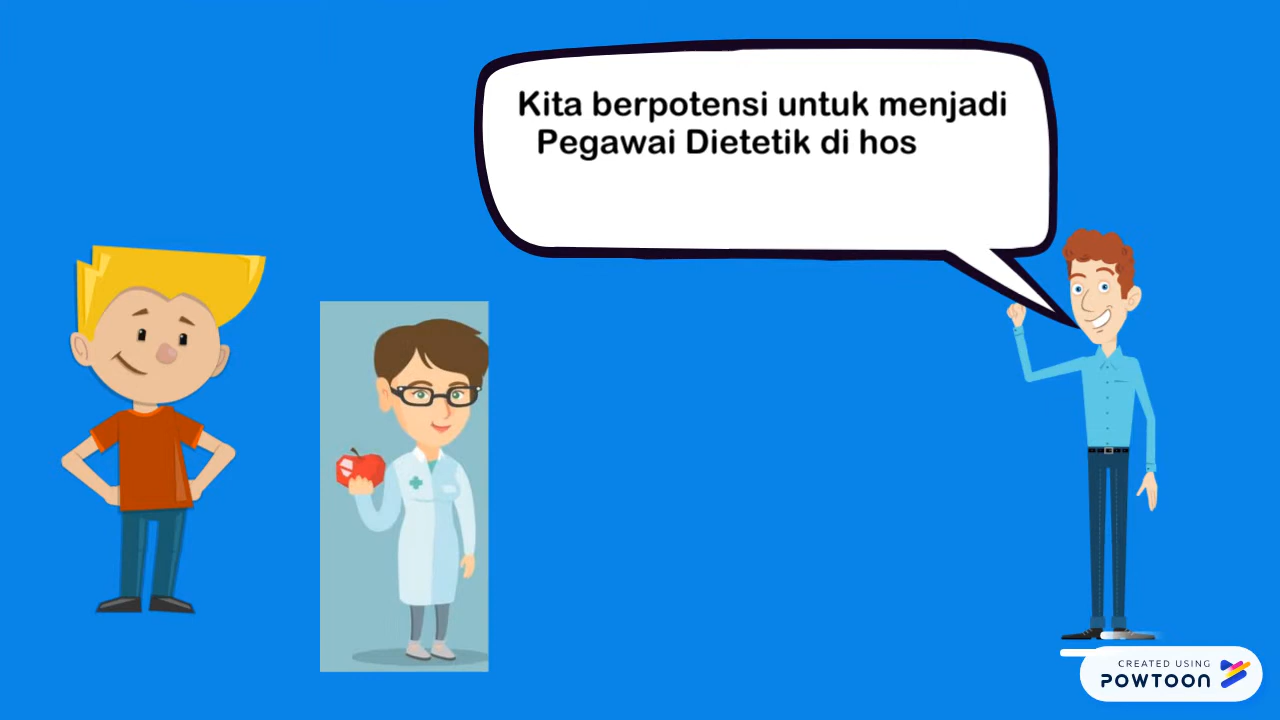 Kita berpotensi untuk menjadi
Pegawai Dietetik di hos
CREATED USING
POWTOON